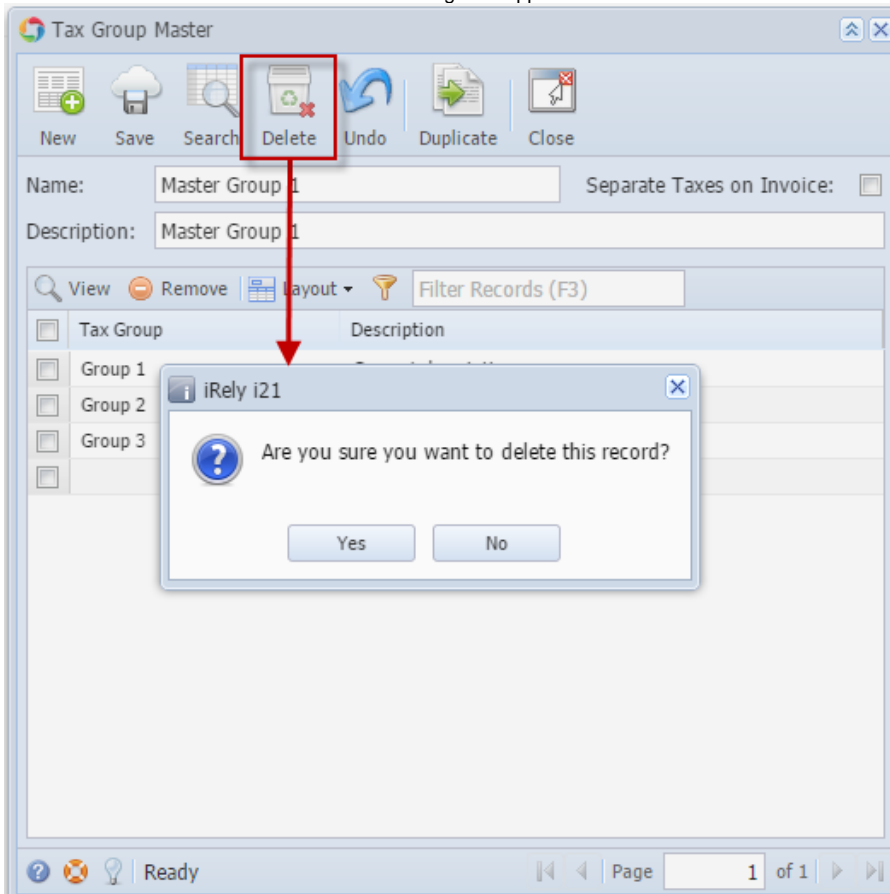 Tax Group Master
New Save Search Delete Undo Duplicate Close
Name: Master Group 1 Separate Taxes on Invoice:
Description: Master Group 1
View Remove Layout Filter Records (F3)
Tax Group Description
Group 1
iRely i21
Group 2
Are you sure you want to delete this record?
Group 3
Yes No
Ready Page 1 of 1